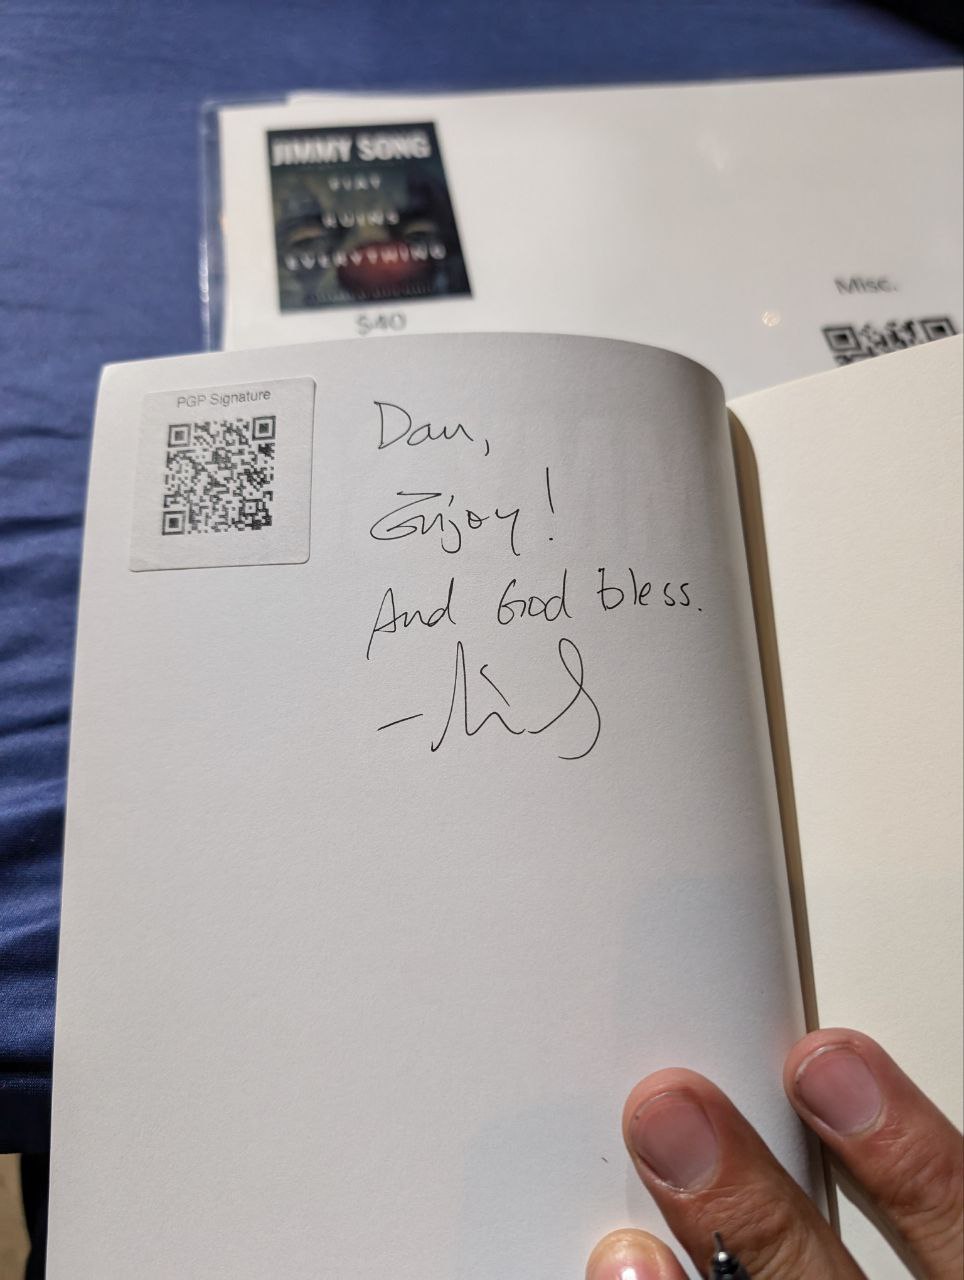 JIMMY SONG
FIAT
RUINS
EVERYTHING
$40
Misc.
PGP Signature
Dan,
Enjoy!
And God bless.